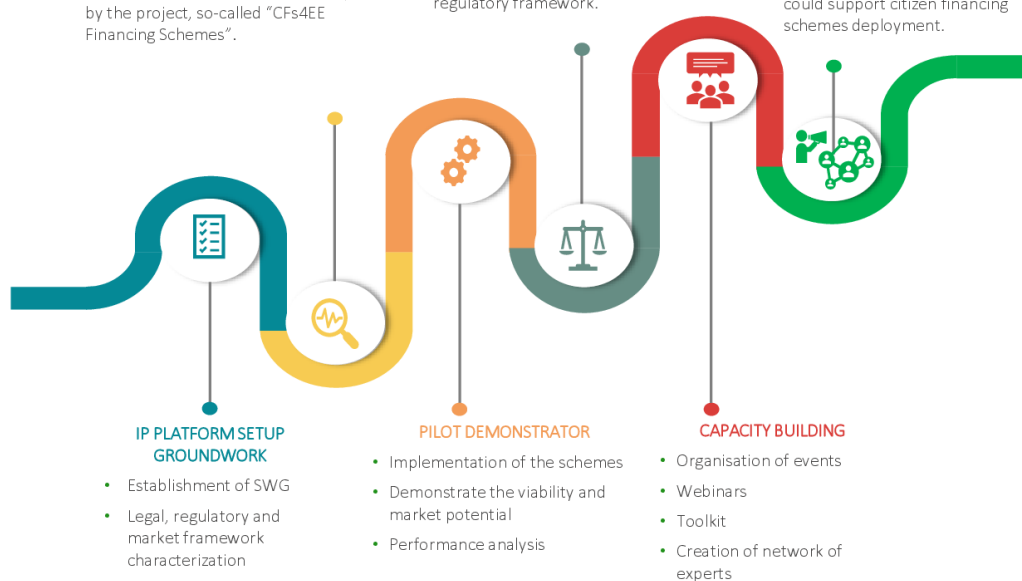 by the project, so-called “CFs4EE
Financing Schemes”.
regulatory framework.
could support citizen financing
schemes deployment.
IP PLATFORM SETUP
GROUNDWORK
• Establishment of SWG
• Legal, regulatory and
market framework
characterization
PILOT DEMONSTRATOR
• Implementation of the schemes
• Demonstrate the viability and
market potential
• Performance analysis
CAPACITY BUILDING
• Organisation of events
• Webinars
• Toolkit
• Creation of network of
experts